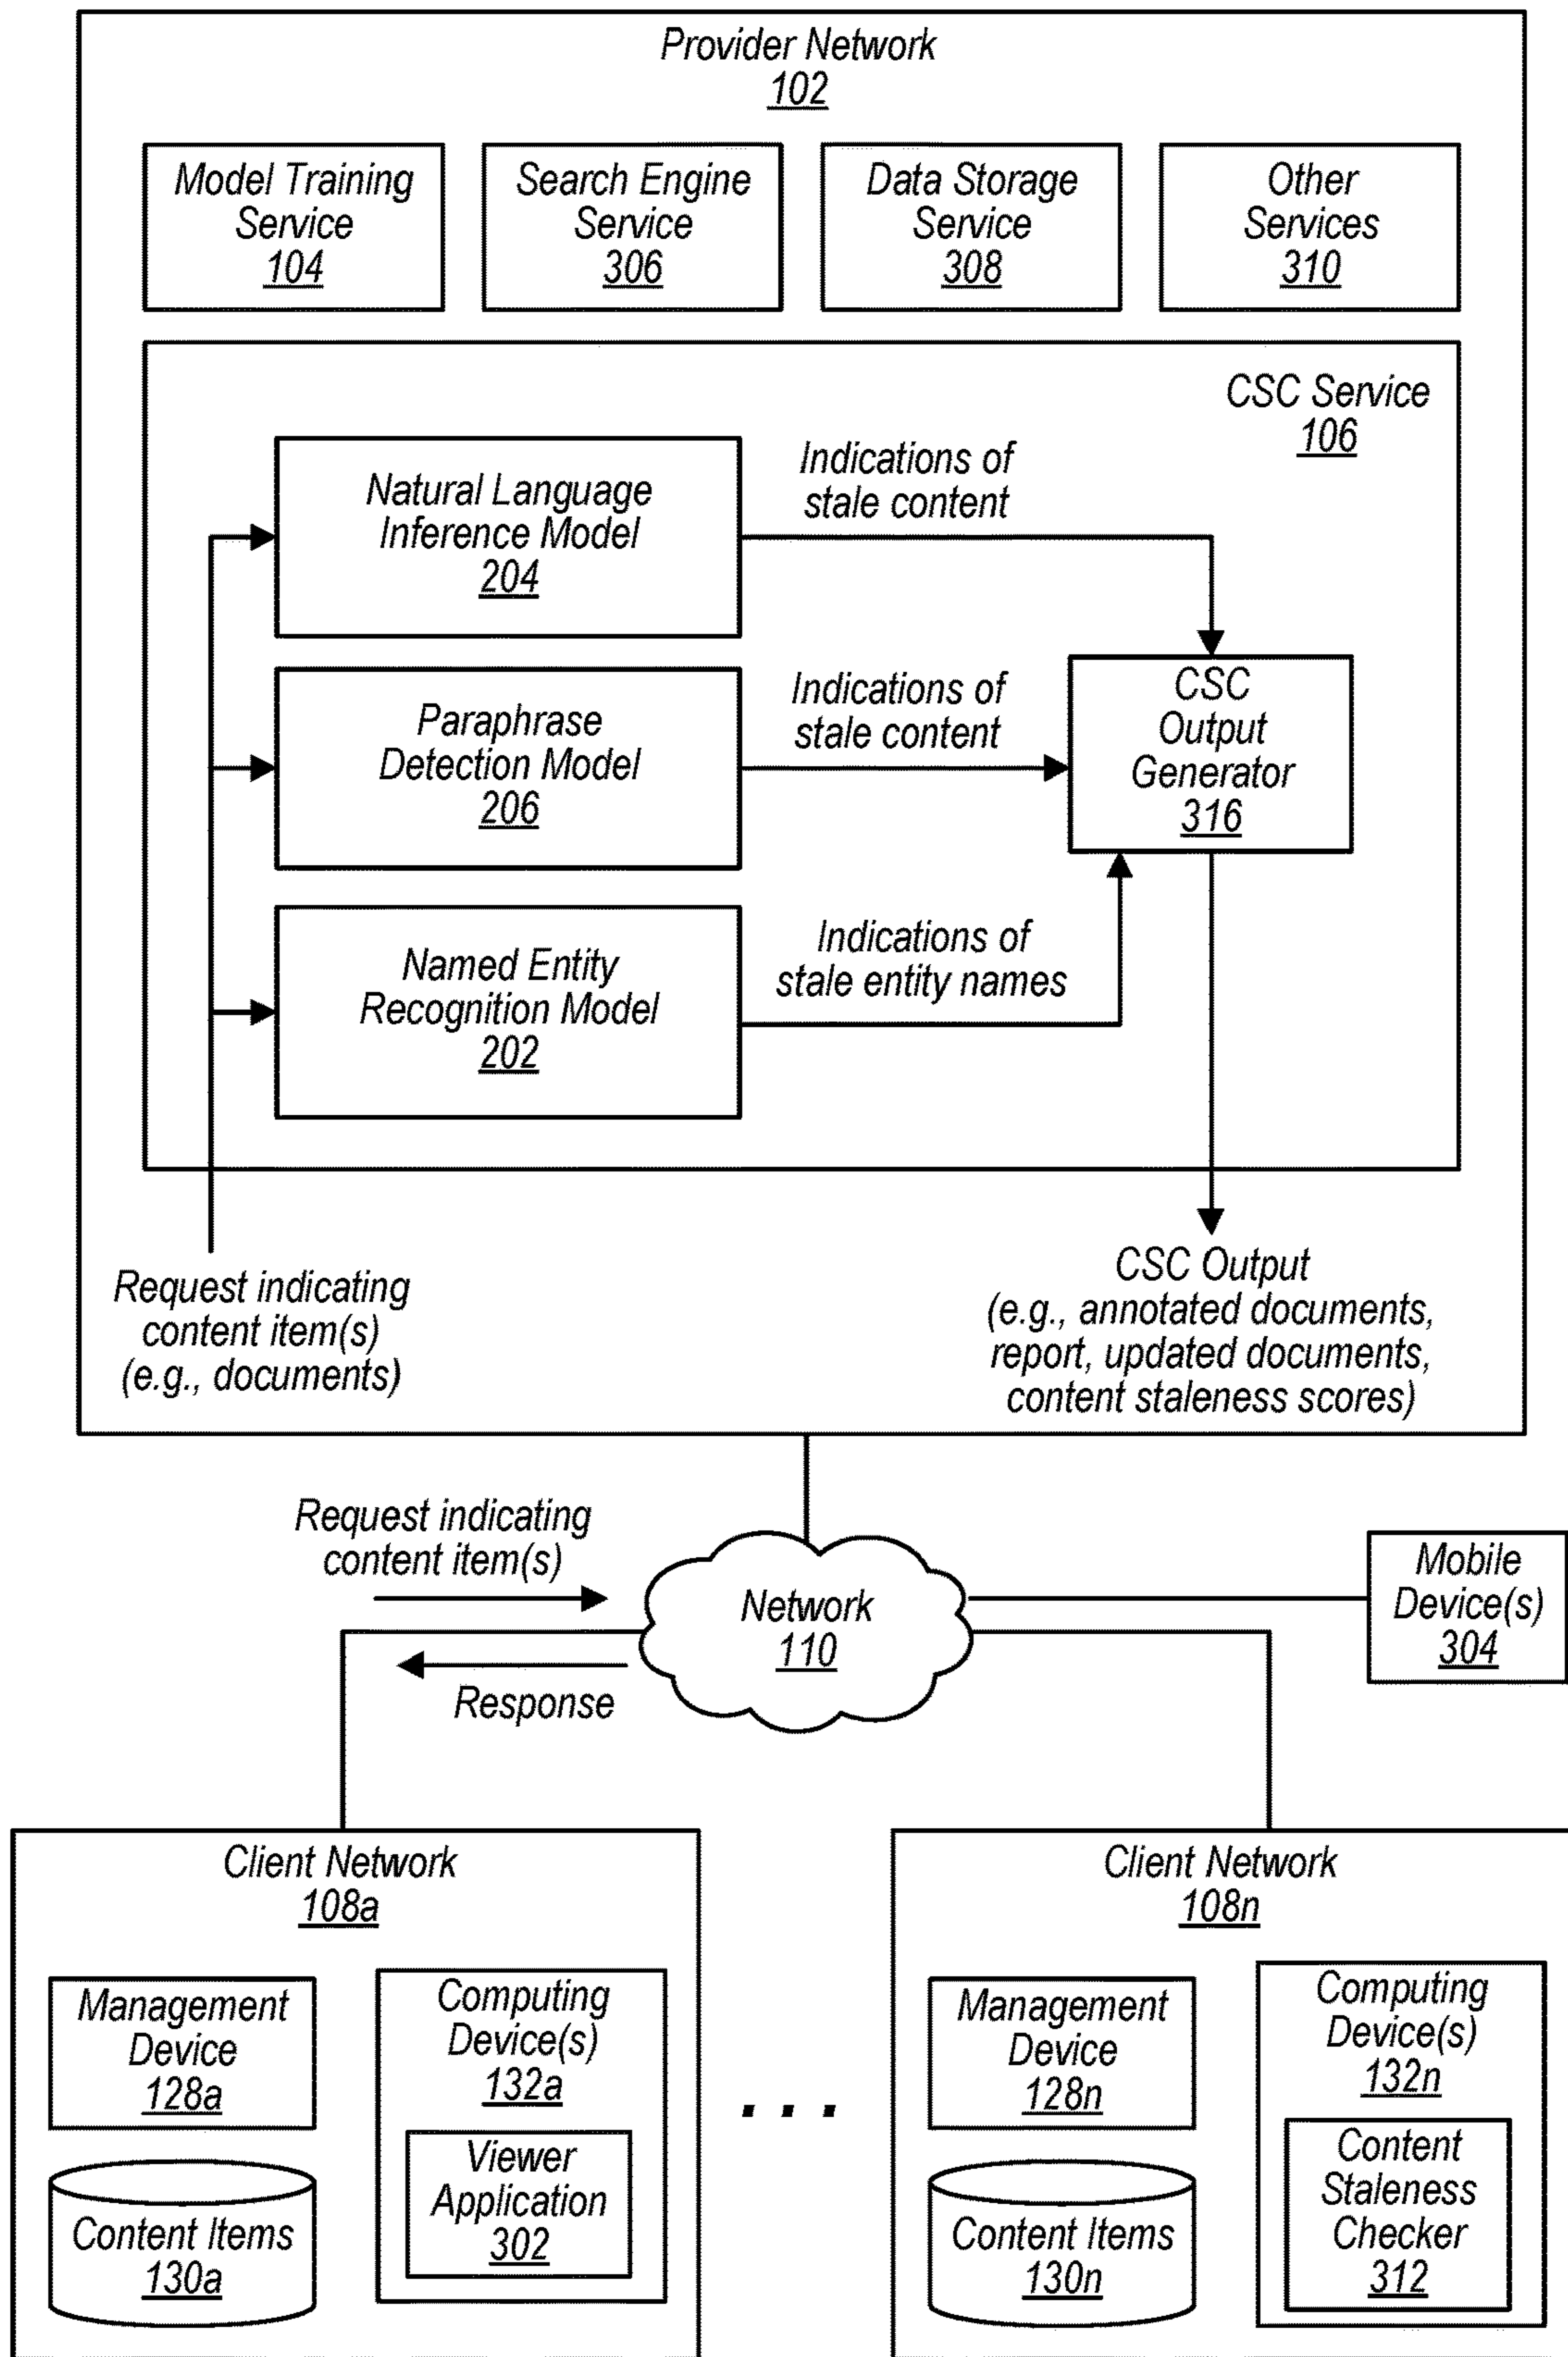 Provider Network
102
Model Training
Service
104
Search Engine
Service
306
Data Storage
Service
308
Other
Services
310
CSC Service
106
Natural Language
Inference Model
204
Indications of
stale content
Paraphrase
Detection Model
206
Indications of
stale content
CSC
Output
Generator
316
Named Entity
Recognition Model
202
Indications of
stale entity names
Request indicating
content item(s)
(e.g., documents)
CSC Output
(e.g., annotated documents,
report, updated documents,
content staleness scores)
Request indicating
content item(s)
Network
110
Response
Mobile
Device(s)
304
Client Network
108a
Management
Device
128a
Content Items
130a
Computing
Device(s)
132a
Viewer
Application
302
. . .
Client Network
108n
Management
Device
128n
Content Items
130n
Computing
Device(s)
132n
Content
Staleness
Checker
312